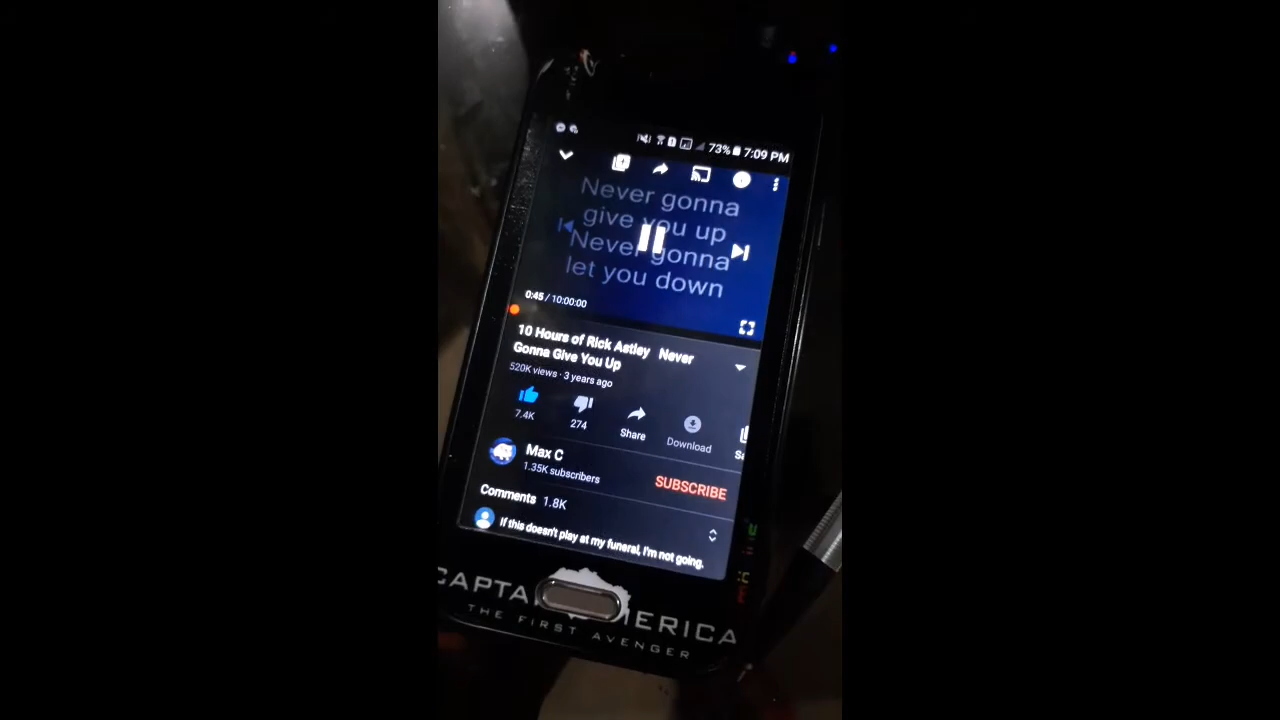 73% 7:09 PM
Never gonna
give you up
Never gonna
let you down
0:45 / 10:00:00
10 Hours of Rick Astley Never
Gonna Give You Up
520K views · 3 years ago
7.4K
274
Share
Download
Sa
Max C
1.35K subscribers
SUBSCRIBE
Comments 1.8K
If this doesn't play at my funeral, I'm not going.
CAPTA MERICA
THE FIRST AVENGER